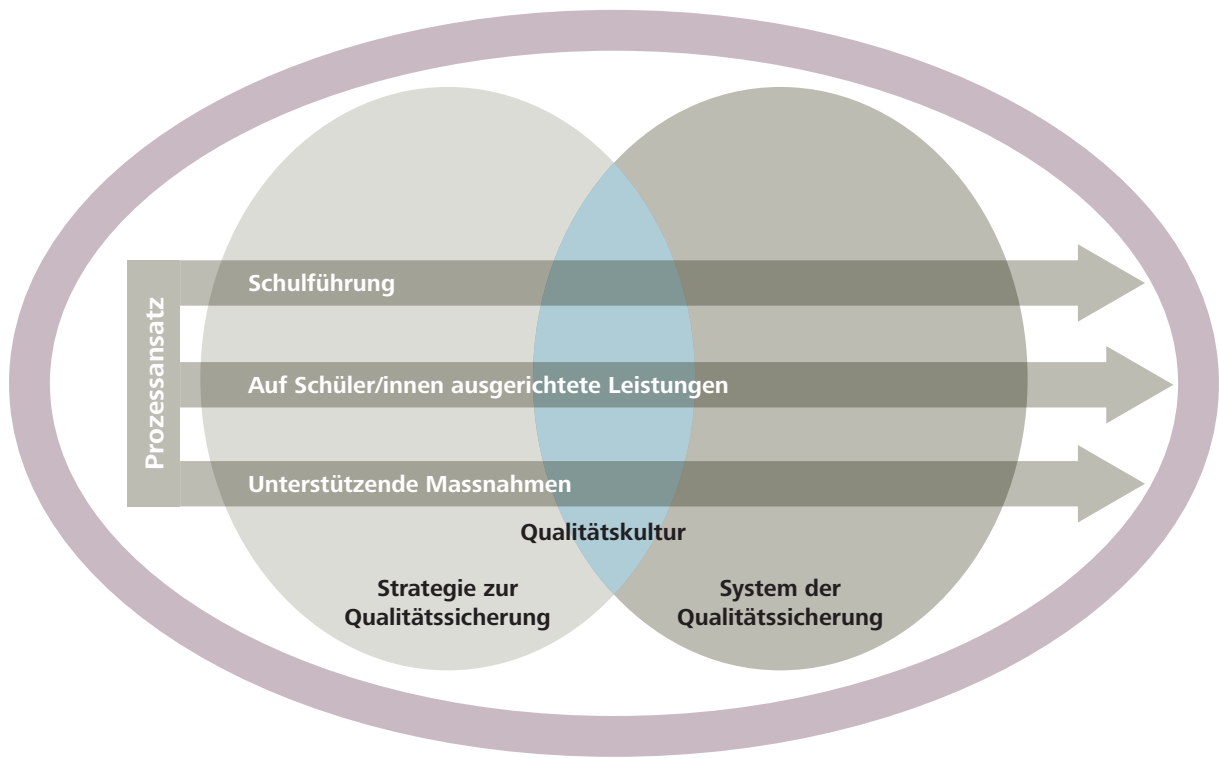 Prozessansatz
Schulführung
Auf Schüler/innen ausgerichtete Leistungen
Unterstützende Massnahmen
Qualitätskultur
Strategie zur
Qualitätssicherung
System der
Qualitätssicherung